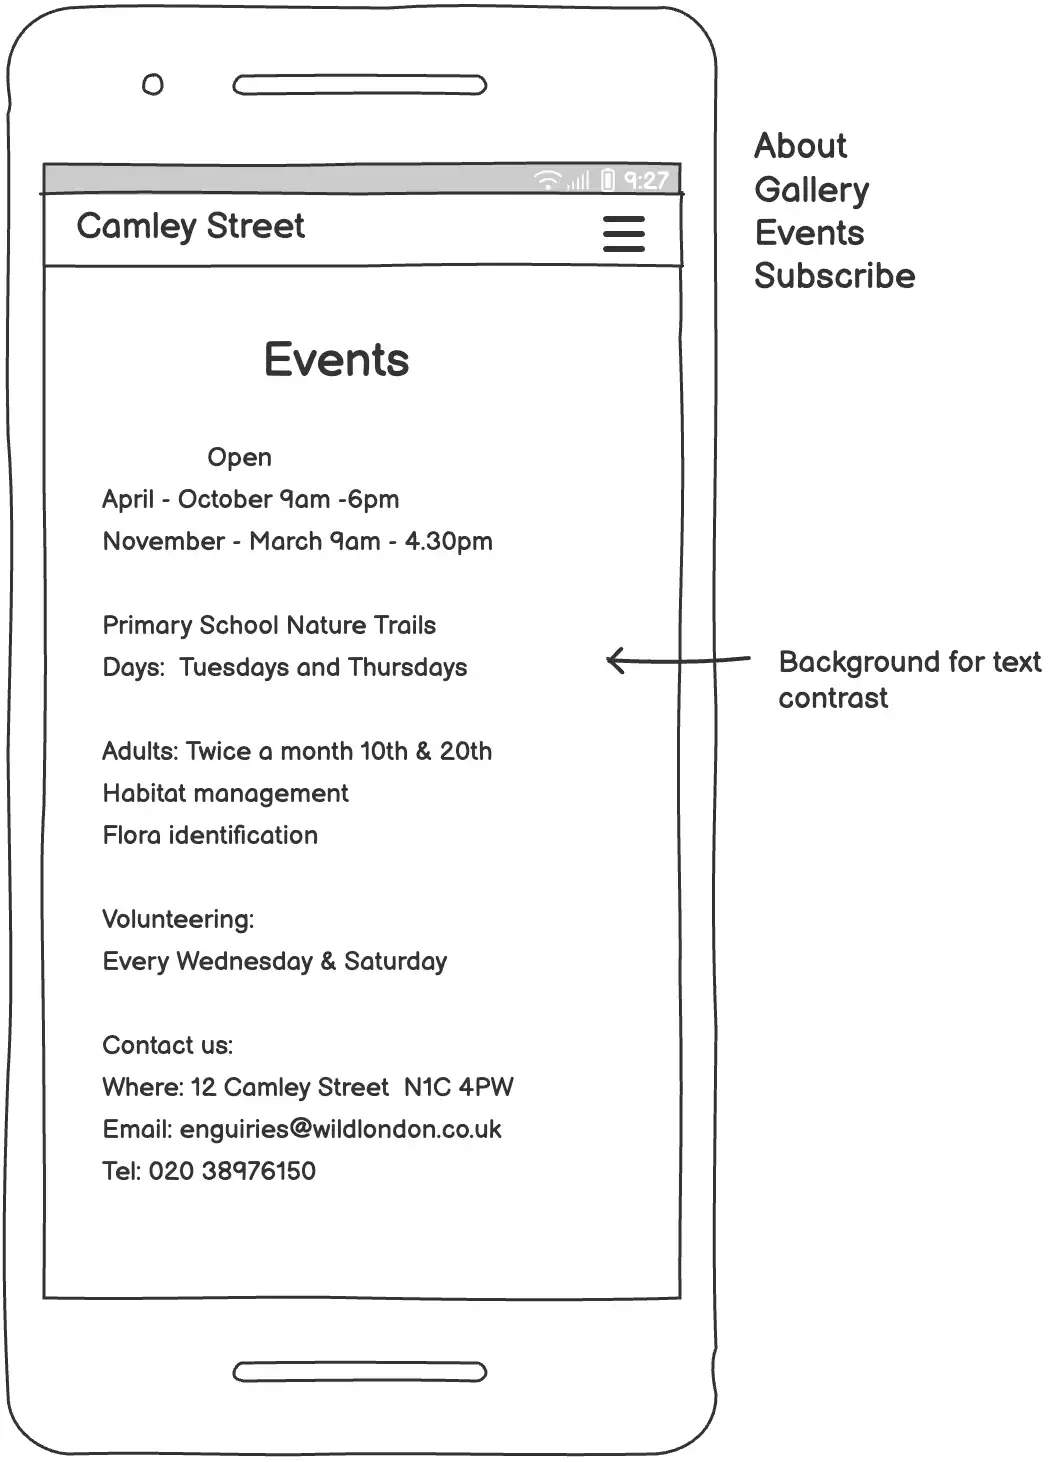 9:27
Camley Street
About
Gallery
Events
Subscribe
Events
Open
April - October 9am -6pm
November - March 9am - 4.30pm
Primary School Nature Trails
Days: Tuesdays and Thursdays
Background for text
contrast
Adults: Twice a month 10th & 20th
Habitat management
Flora identification
Volunteering:
Every Wednesday & Saturday
Contact us:
Where: 12 Camley Street N1C 4PW
Email: enguiries@wildlondon.co.uk
Tel: 020 38976150